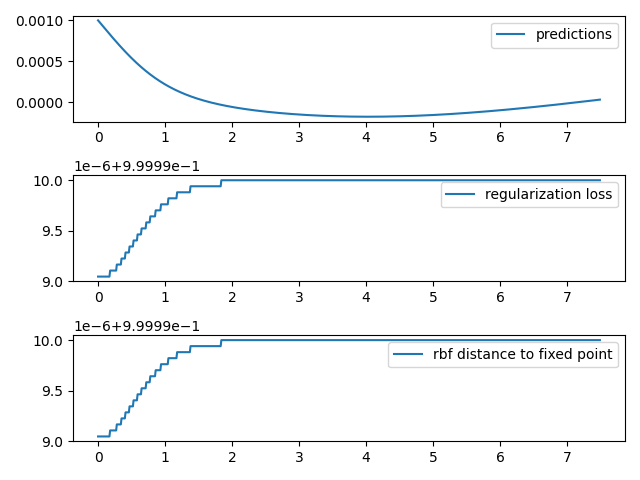 0.0010
0.0005
0.0000
predictions
0 1 2 3 4 5 6 7
1e−6+9.9999e−1
10.0
9.5
9.0
regularization loss
0 1 2 3 4 5 6 7
1e−6+9.9999e−1
10.0
9.5
9.0
rbf distance to fixed point
0 1 2 3 4 5 6 7